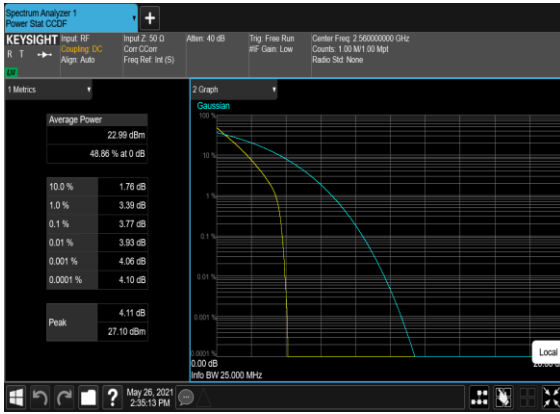 Spectrum Analyzer 1
Power Stat CCDF
+
KEYSIGHT Input: RF Input Z: 50 Ω Atten: 40 dB Trig: Free Run Center Freq: 2.560000000 GHz
R T Coupling: DC Corr CCorr #IF Gain: Low Counts: 1.00 M/1.00 Mpt
Align: Auto Freq Ref: Int (S) Radio Std: None
LXI
1 Metrics
2 Graph
Average Power
22.99 dBm
48.86 % at 0 dB
10.0 % 1.76 dB
1.0 % 3.39 dB
0.1 % 3.77 dB
0.01 % 3.93 dB
0.001 % 4.06 dB
0.0001 % 4.10 dB
Peak
4.11 dB
27.10 dBm
Gaussian
100 %
10 %
1 %
0.1 %
0.01 %
0.001 %
0.0001 %
0.00 dB
Info BW 25.000 MHz
Local
?
May 26, 2021
2:35:13 PM